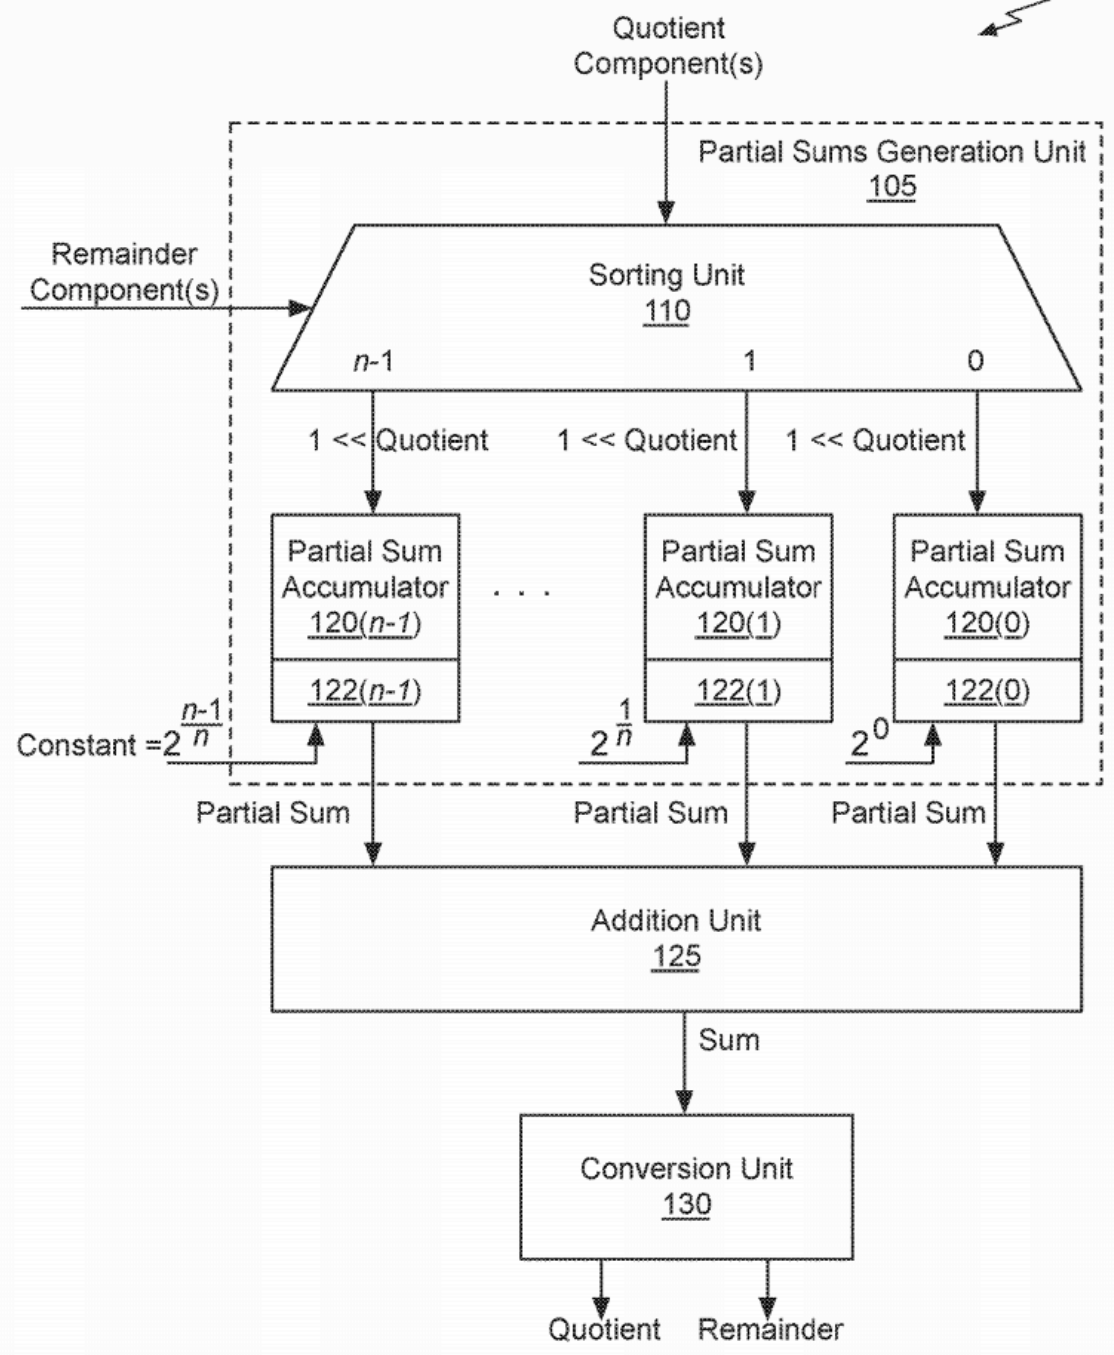 Quotient
Component(s)
Partial Sums Generation Unit
105
Remainder
Component(s)
Sorting Unit
110
n-1 1 0
1 << Quotient 1 << Quotient 1 << Quotient
Partial Sum Partial Sum Partial Sum
Accumulator . . . Accumulator Accumulator
120(n-1) 120(1) 120(0)
122(n-1) 122(1) 122(0)
Constant =2^(n-1/n) 2^(1/n) 2^0
Partial Sum Partial Sum Partial Sum
Addition Unit
125
Sum
Conversion Unit
130
Quotient Remainder